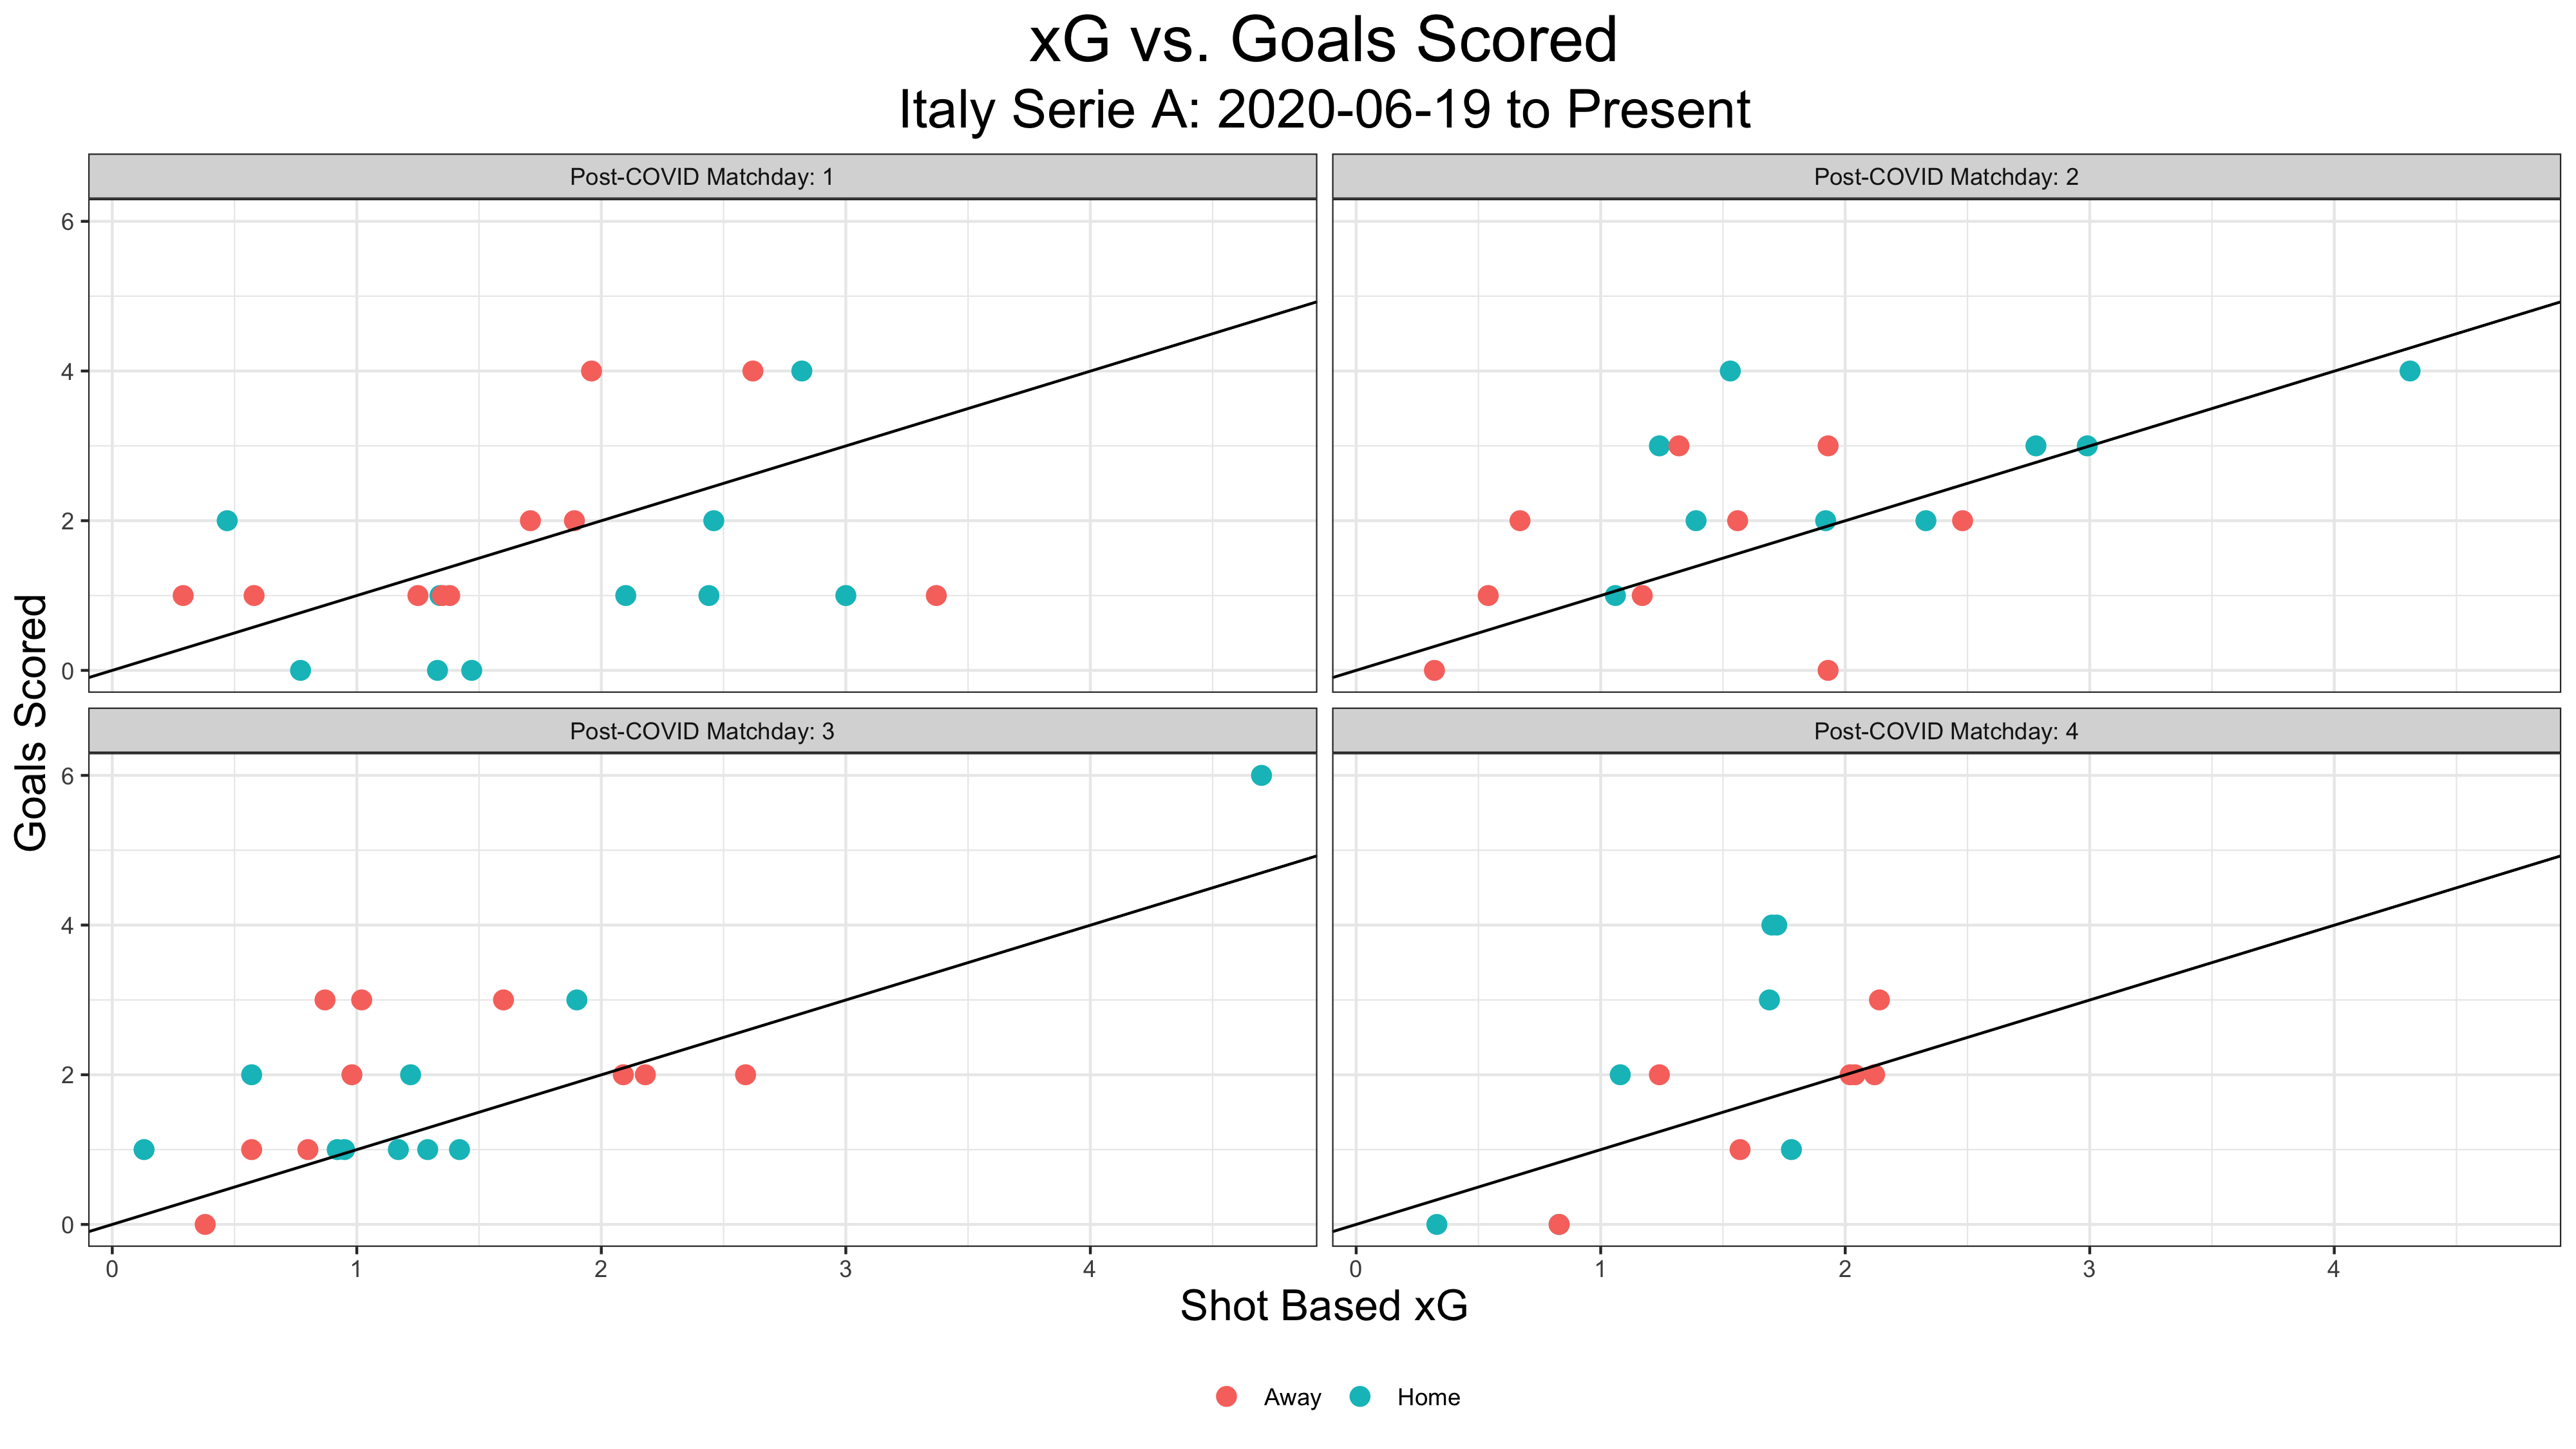 xG vs. Goals Scored
Italy Serie A: 2020-06-19 to Present
Post-COVID Matchday: 1
Post-COVID Matchday: 2
6
4
2
0
Post-COVID Matchday: 3
Post-COVID Matchday: 4
6
4
2
0
Goals Scored
0 1 2 3 4
0 1 2 3 4
Shot Based xG
Away
Home